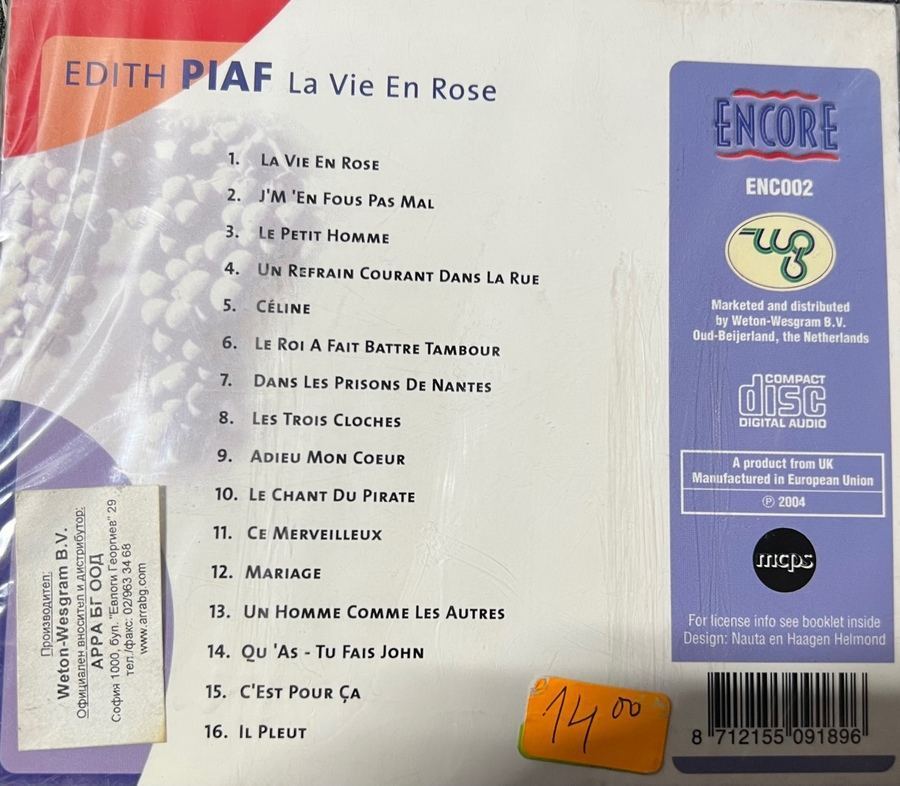 EDITH PIAF La Vie En Rose
1. LA VIE EN ROSE
2. J'M 'EN FOUS PAS MAL
3. LE PETIT HOMME
4. UN REFRAIN COURANT DANS LA RUE
5. CÉLINE
6. LE ROI A FAIT BATTRE TAMBOUR
7. DANS LES PRISONS DE NANTES
8. LES TROIS CLOCHES
9. ADIEU MON COEUR
10. LE CHANT DU PIRATE
11. CE MERVEILLEUX
12. MARIAGE
13. UN HOMME COMME LES AUTRES
14. QU 'AS - TU FAIS JOHN
15. C'EST POUR ÇA
16. IL PLEUT
ENCORE
ENC002
Marketed and distributed
by Weton-Wesgram B.V.
Oud-Beijerland, the Netherlands
COMPACT
disc
DIGITAL AUDIO
A product from UK
Manufactured in European Union
℗ 2004
mcps
For license info see booklet inside
Design: Nauta en Haagen Helmond
8 712155 091896
14 00
Производител:
Weton-Wesgram B.V.
Официален вносител и дистрибутор:
АРРА БГ ООД
София 1000, бул. "Евлоги Георгиев" 29
тел./факс: 02/963 34 68
www.arrabg.com